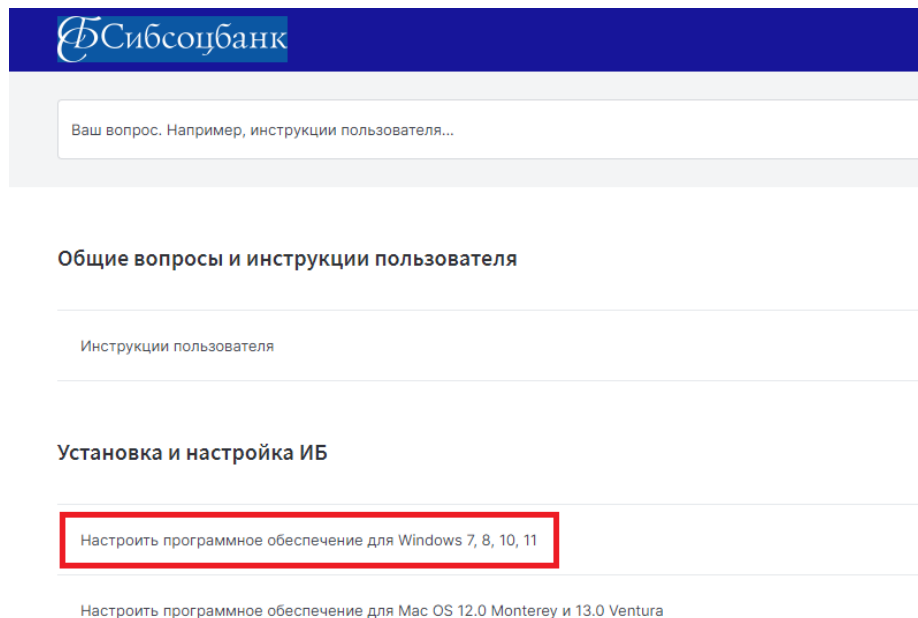 Сибсоцбанк
Ваш вопрос. Например, инструкции пользователя...
Общие вопросы и инструкции пользователя
Инструкции пользователя
Установка и настройка ИБ
Настроить программное обеспечение для Windows 7, 8, 10, 11
Настроить программное обеспечение для Mac OS 12.0 Monterey и 13.0 Ventura